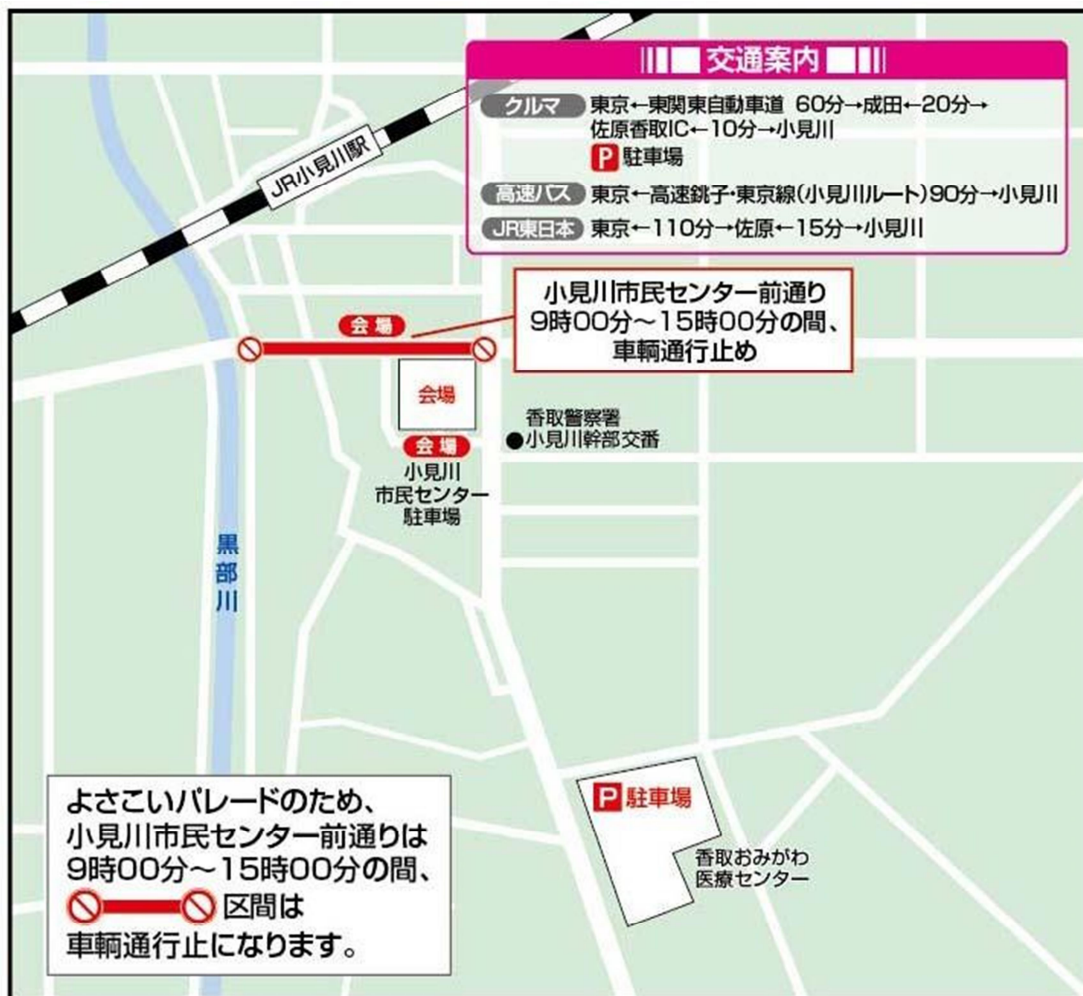 交通案内
クルマ 東京←東関東自動車道 60分→成田←20分→
佐原香取IC←10分→小見川
P 駐車場
高速バス 東京←高速銚子・東京線(小見川ルート)90分→小見川
JR東日本 東京←110分→佐原←15分→小見川
JR小見川駅
小見川市民センター前通り
9時00分～15時00分の間、
車輌通行止め
会場
会場
香取警察署
小見川幹部交番
会場
小見川
市民センター
駐車場
黒部川
P 駐車場
香取おみがわ
医療センター
よさこいパレードのため、
小見川市民センター前通りは
9時00分～15時00分の間、
区間は
車輌通行止になります。